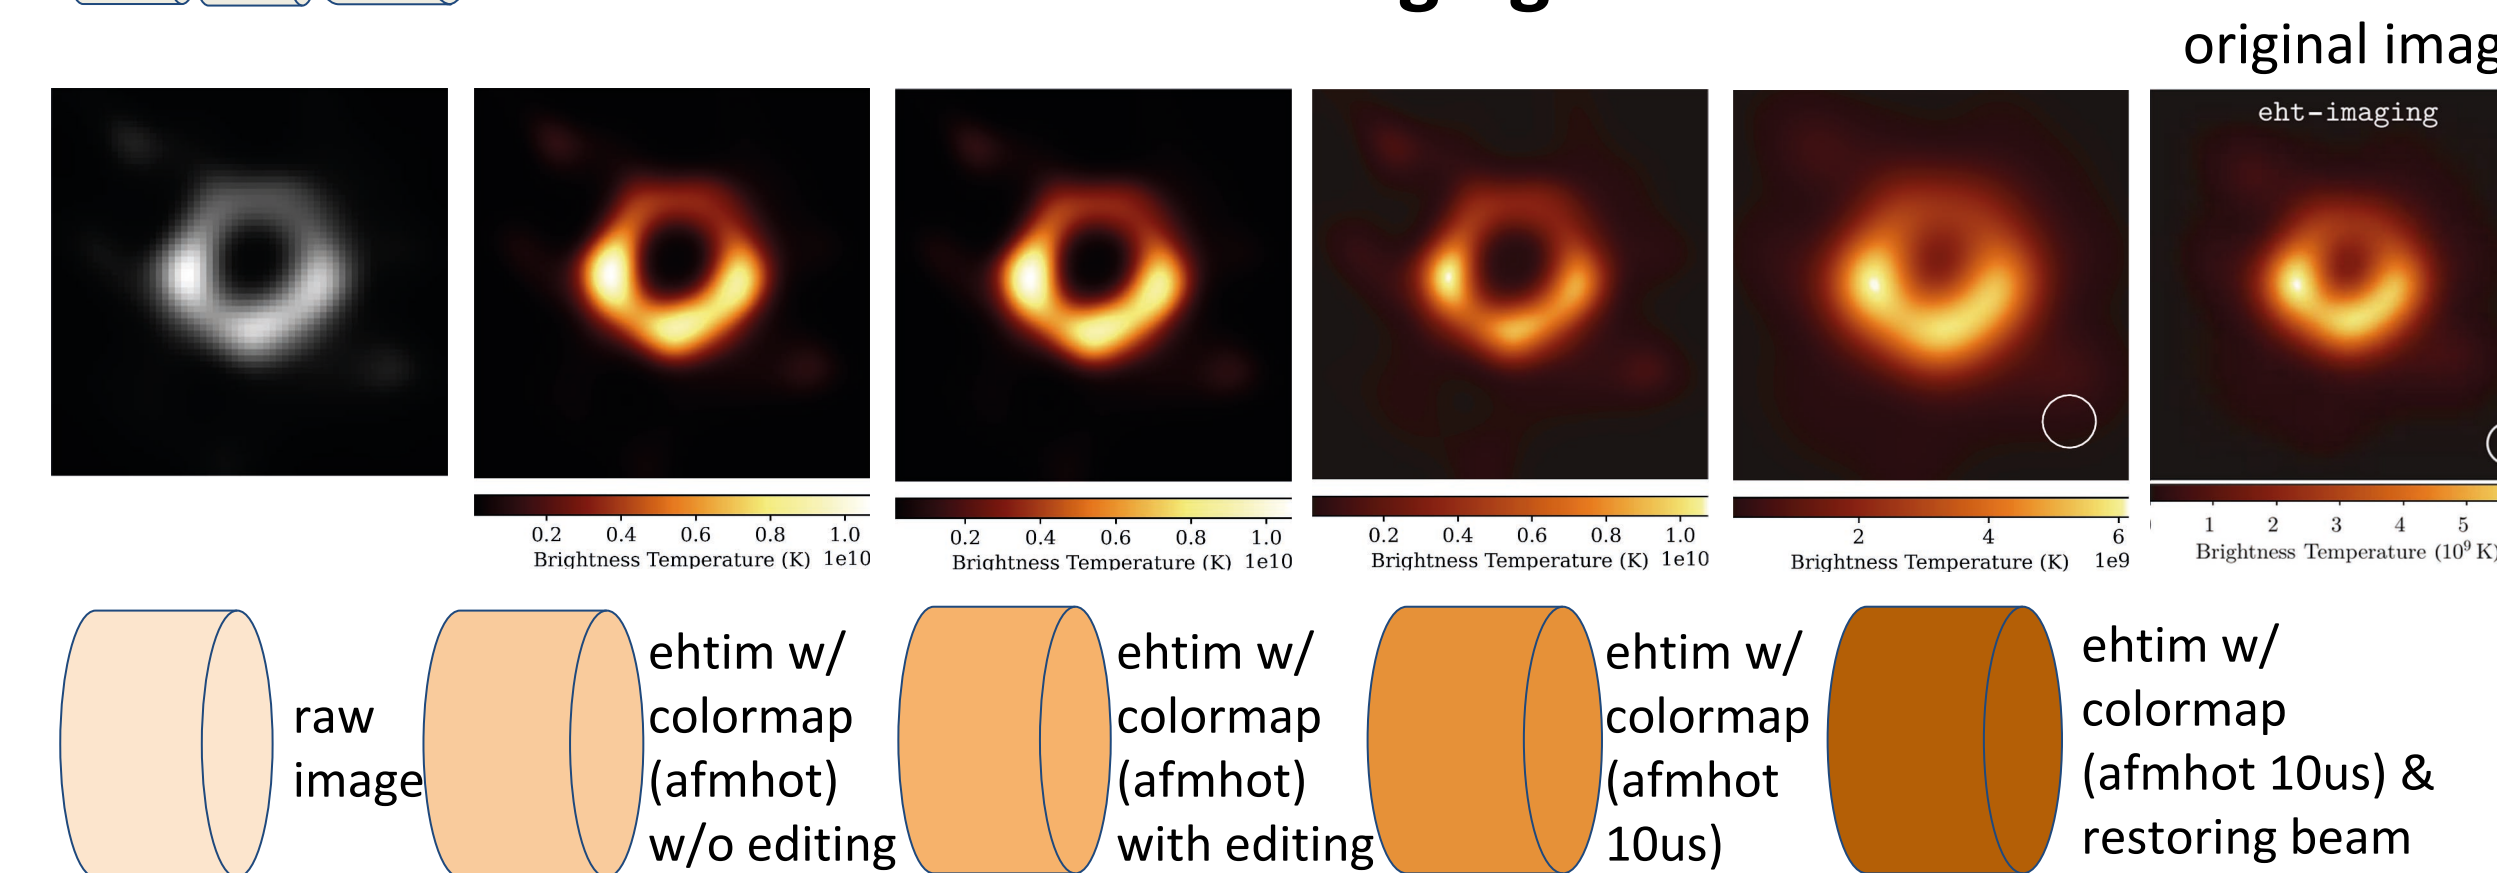 original imag
eht-imaging
0.2 0.4 0.6 0.8 1.0
Brightness Temperature (K) 1e10
0.2 0.4 0.6 0.8 1.0
Brightness Temperature (K) 1e10
0.2 0.4 0.6 0.8 1.0
Brightness Temperature (K) 1e10
2 4 6
Brightness Temperature (K) 1e9
1 2 3 4 5
Brightness Temperature (10⁹ K)
raw
image
ehtim w/
colormap
(afmhot)
w/o editing
ehtim w/
colormap
(afmhot)
with editing
ehtim w/
colormap
(afmhot
10us)
ehtim w/
colormap
(afmhot 10us) &
restoring beam